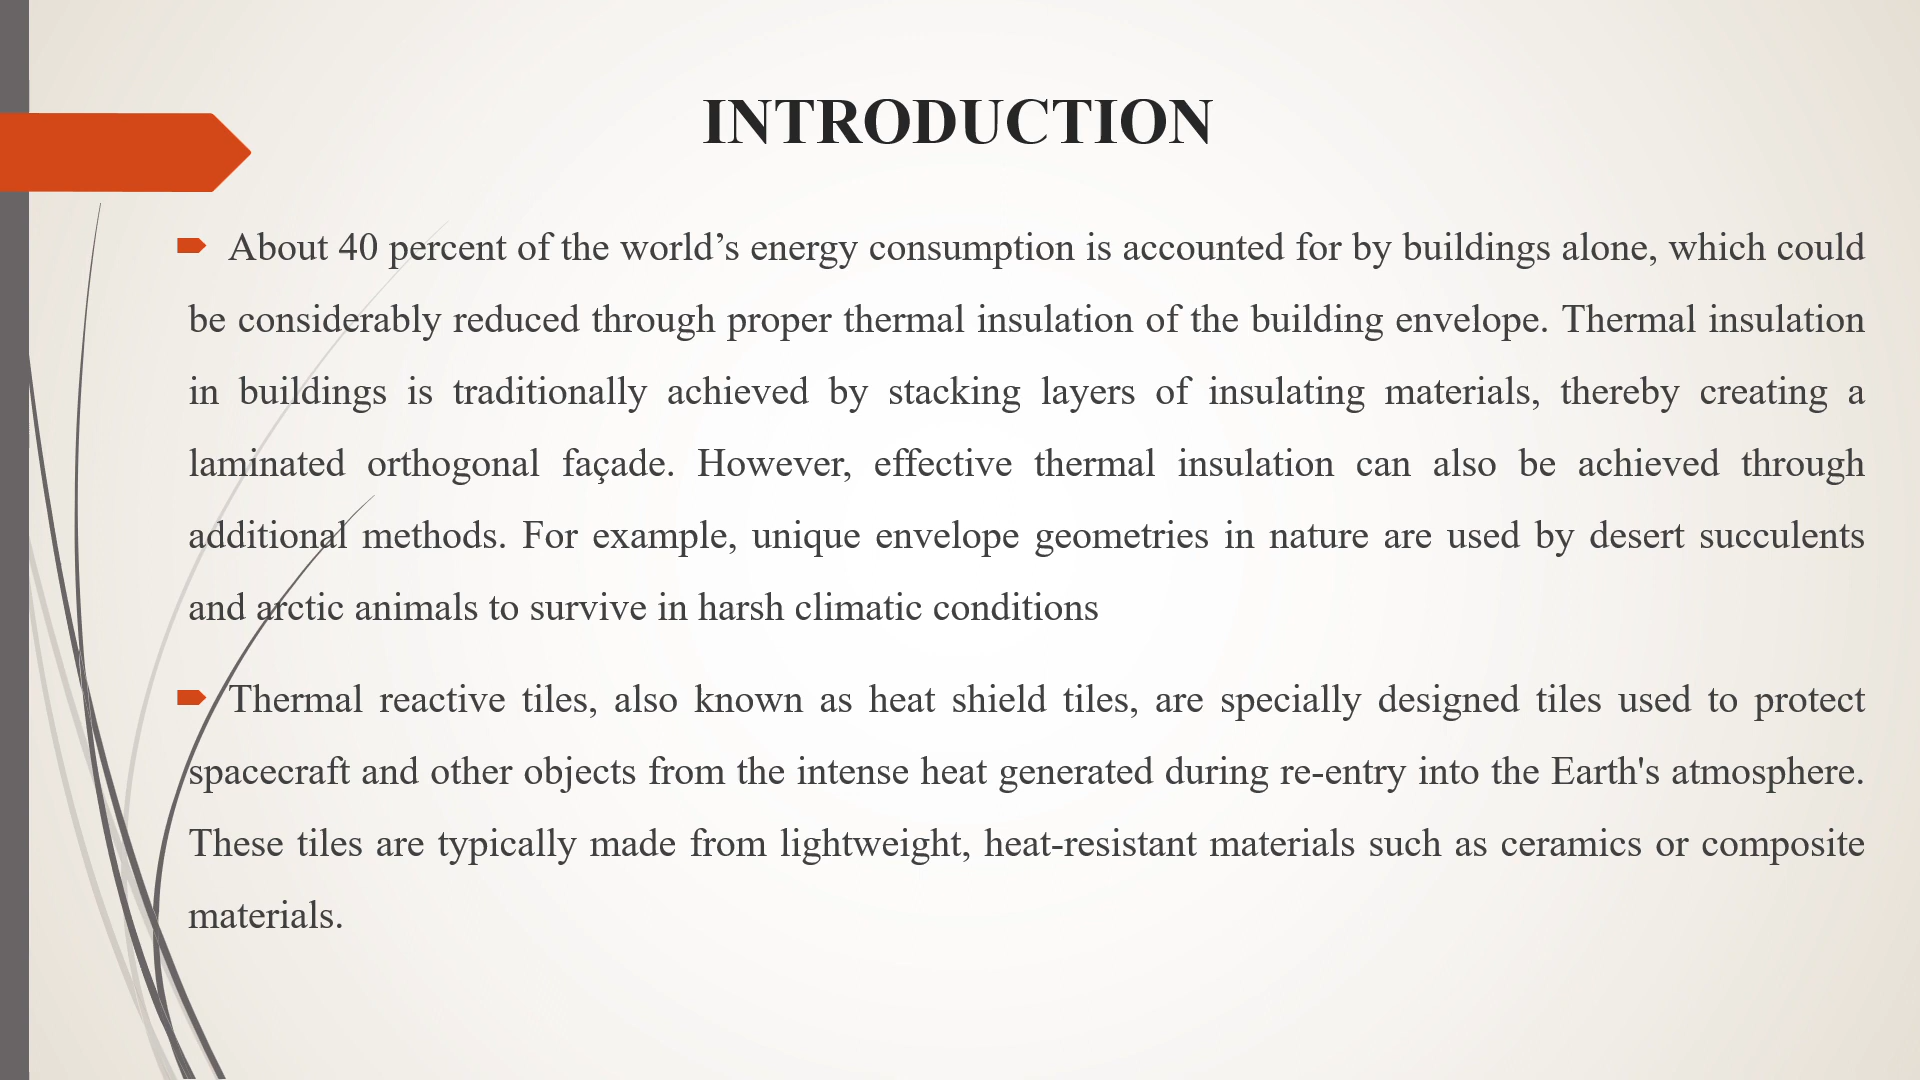 INTRODUCTION
About 40 percent of the world’s energy consumption is accounted for by buildings alone, which could
be considerably reduced through proper thermal insulation of the building envelope. Thermal insulation
in buildings is traditionally achieved by stacking layers of insulating materials, thereby creating a
laminated orthogonal façade. However, effective thermal insulation can also be achieved through
additional methods. For example, unique envelope geometries in nature are used by desert succulents
and arctic animals to survive in harsh climatic conditions
Thermal reactive tiles, also known as heat shield tiles, are specially designed tiles used to protect
spacecraft and other objects from the intense heat generated during re-entry into the Earth's atmosphere.
These tiles are typically made from lightweight, heat-resistant materials such as ceramics or composite
materials.